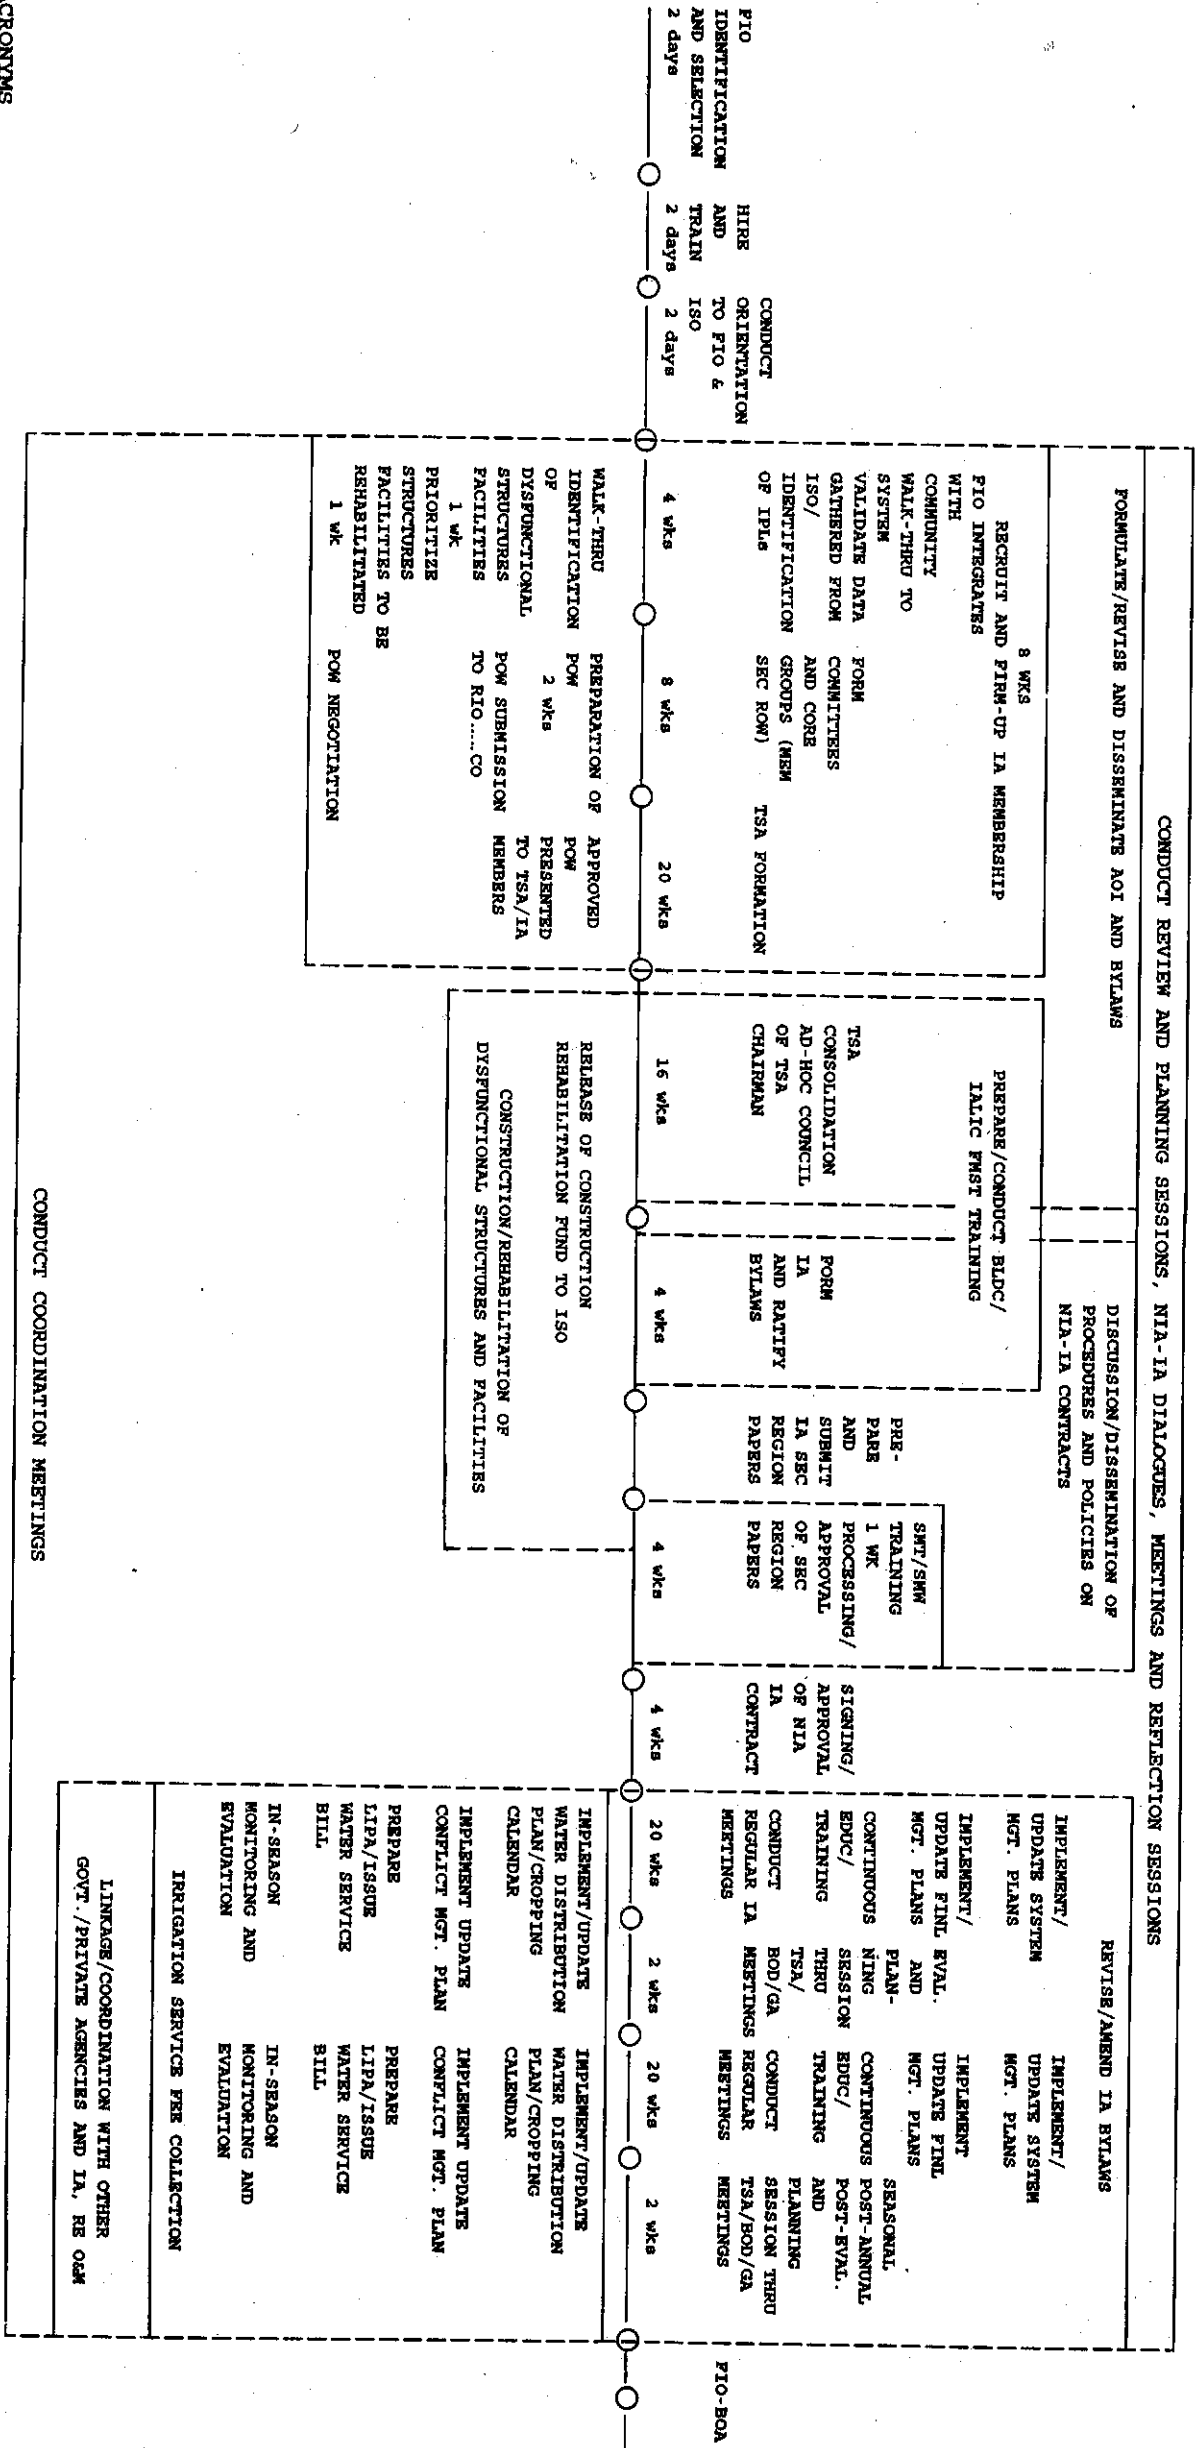 CONDUCT REVIEW AND PLANNING SESSIONS, NIA-IA DIALOGUES, MEETINGS AND REFLECTION SESSIONS
FORMULATE/REVISE AND DISSEMINATE AOI AND BYLAWS
DISCUSSION/DISSEMINATION OF
PROCEDURES AND POLICIES ON
NIA-IA CONTRACTS
REVISE/AMEND IA BYLAWS
FIO
IDENTIFICATION
AND SELECTION
2 days
HIRE
AND
TRAIN
2 days
CONDUCT
ORIENTATION
TO FIO &
ISO
2 days
8 WKS
RECRUIT AND FIRM-UP IA MEMBERSHIP
FIO INTEGRATES
WITH
COMMUNITY
WALK-THRU TO
SYSTEM
VALIDATE DATA
GATHERED FROM
ISO/
IDENTIFICATION
OF IPLs
4 wks
FORM
COMMITTEES
AND CORE
GROUPS (MEM
SEC ROW)
8 wks
TSA FORMATION
20 wks
WALK-THRU
IDENTIFICATION
OF
DYSFUNCTIONAL
STRUCTURES
FACILITIES
1 wk
PRIORITIZE
STRUCTURES
FACILITIES TO BE
REHABILITATED
1 wk
PREPARATION OF
POW
2 wks
POW SUBMISSION
TO RIO.....CO
POW NEGOTIATION
APPROVED
POW
PRESENTED
TO TSA/IA
MEMBERS
PREPARE/CONDUCT BLDC/
IALIC FMST TRAINING
TSA
CONSOLIDATION
AD-HOC COUNCIL
OF TSA
CHAIRMAN
16 wks
FORM
IA
AND RATIFY
BYLAWS
4 wks
RELEASE OF CONSTRUCTION
REHABILITATION FUND TO ISO
CONSTRUCTION/REHABILITATION OF
DYSFUNCTIONAL STRUCTURES AND FACILITIES
PRE-
PARE
AND
SUBMIT
IA SEC
REGION
PAPERS
SMT/SMW
TRAINING
1 WK
PROCESSING/
APPROVAL
OF SEC
REGION
PAPERS
4 wks
SIGNING/
APPROVAL
OF NIA
IA
CONTRACT
4 wks
IMPLEMENT/
UPDATE SYSTEM
MGT. PLANS
IMPLEMENT/
UPDATE FINL
MGT. PLANS
CONTINUOUS
EDUC/
TRAINING
CONDUCT
REGULAR IA
MEETINGS
20 wks
EVAL.
AND
PLAN-
NING
SESSION
THRU
TSA/
BOD/GA
MEETINGS
2 wks
IMPLEMENT/
UPDATE SYSTEM
MGT. PLANS
IMPLEMENT
UPDATE FINL
MGT. PLANS
CONTINUOUS
EDUC/
TRAINING
CONDUCT
REGULAR
MEETINGS
20 wks
SEASONAL
POST-ANNUAL
POST-EVAL.
AND
PLANNING
SESSION THRU
TSA/BOD/GA
MEETINGS
2 wks
FIO-BOA
IMPLEMENT/UPDATE
WATER DISTRIBUTION
PLAN/CROPPING
CALENDAR
IMPLEMENT UPDATE
CONFLICT MGT. PLAN
PREPARE
LIPA/ISSUE
WATER SERVICE
BILL
IN-SEASON
MONITORING AND
EVALUATION
IMPLEMENT/UPDATE
WATER DISTRIBUTION
PLAN/CROPPING
CALENDAR
IMPLEMENT UPDATE
CONFLICT MGT. PLAN
PREPARE
LIPA/ISSUE
WATER SERVICE
BILL
IN-SEASON
MONITORING AND
EVALUATION
IRRIGATION SERVICE FEE COLLECTION
LINKAGE/COORDINATION WITH OTHER
GOVT./PRIVATE AGENCIES AND IA, RE O&M
CONDUCT COORDINATION MEETINGS
ACRONYMS